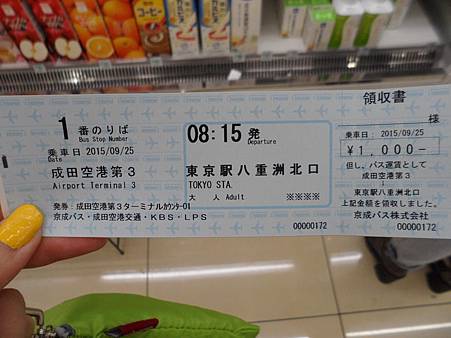 1 番のりば
Bus Stop Number
乗車日 2015/09/25
Date
成田空港第3
Airport Terminal 3
08:15 発
Departure
東京駅八重洲北口
TOKYO STA.
大 人 Adult ※※※※
発券:成田空港第3ターミナルカウンター01
京成バス・成田空港交通・KBS・LPS
00000172
領収書
様
乗車日:2015/09/25
¥1,000-
但し、バス運賃として
成田空港第3
↓
東京駅八重洲北口
上記金額を領収しました。
京成バス株式会社
00000172